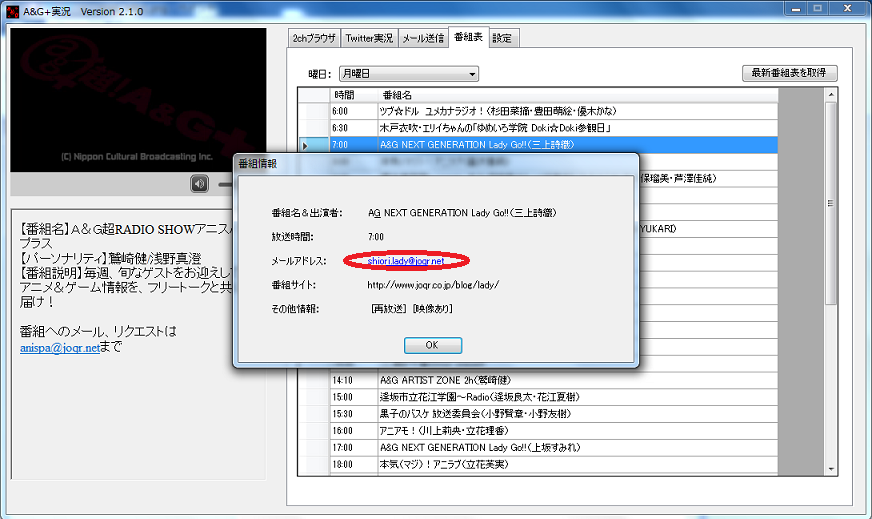 A&G+実況 Version 2.1.0
超!A&G+
(C) Nippon Cultural Broadcasting Inc.
【番組名】A&G超RADIO SHOWアニス
プラス
【パーソナリティ】鷲崎健/浅野真澄
【番組説明】毎週、旬なゲストをお迎えし
アニメ&ゲーム情報を、フリートークと共
届け！
番組へのメール、リクエストは
anispa@joqr.netまで
2chブラウザ Twitter実況 メール送信 番組表 設定
曜日： 月曜日 最新番組表を取得
時間 番組名
6:00 ツブ☆ドル ユメカナラジオ！(杉田菜摘・豊田萌絵・優木かな)
6:30 木戸衣吹・エリイちゃんの「ゆめいろ学院 Doki☆Doki参観日」
7:00 A&G NEXT GENERATION Lady Go!!(三上詩織)
保瑠美・芦澤佳純)
YUKARI)
番組情報
番組名＆出演者： AG NEXT GENERATION Lady Go!!(三上詩織)
放送時間： 7:00
メールアドレス： shiori.lady@joqr.net
番組サイト： http://www.joqr.co.jp/blog/lady/
その他情報： [再放送] [映像あり]
OK
14:10 A&G ARTIST ZONE 2h(鷲崎健)
15:00 逢坂市立花江学園～Radio(逢坂良太・花江夏樹)
15:30 黒子のバスケ 放送委員会(小野賢章・小野友樹)
16:00 アニアモ！(川上莉央・立花理香)
17:00 A&G NEXT GENERATION Lady Go!!(上坂すみれ)
18:00 本気(マジ)！アニラブ(立花芙実)